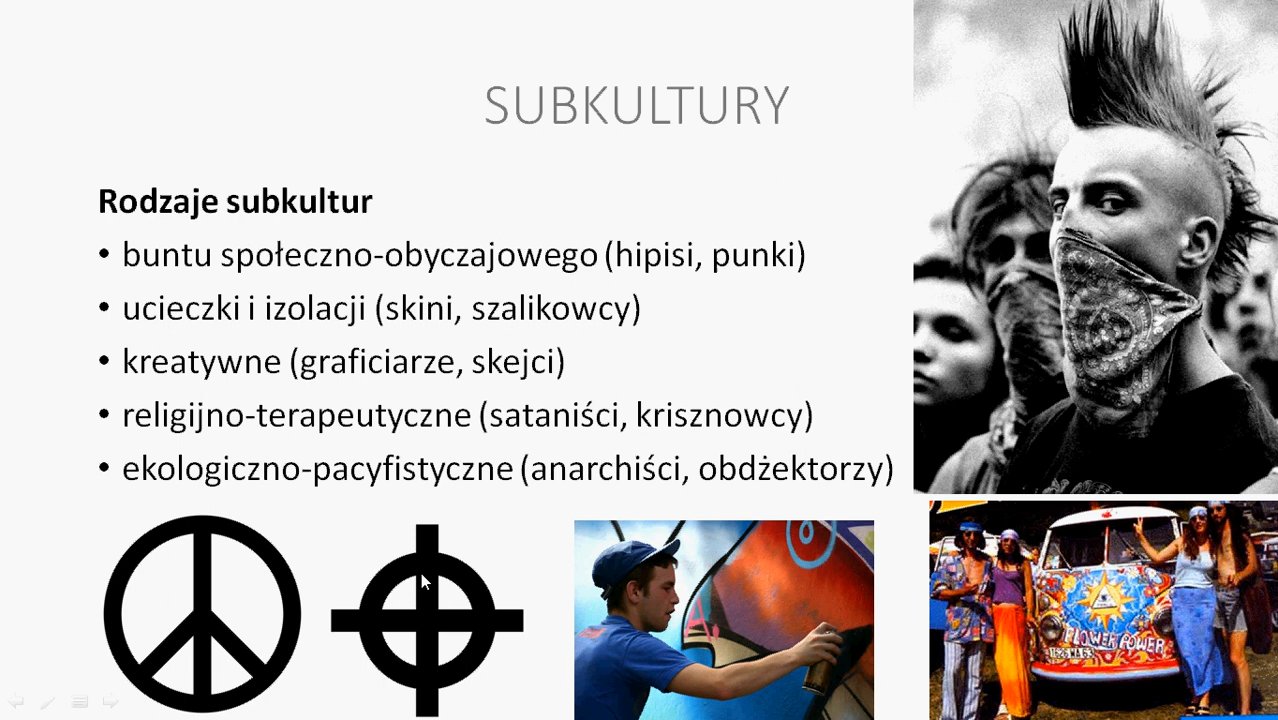 SUBKULTURY
Rodzaje subkultur
• buntu społeczno-obyczajowego (hipisi, punki)
• ucieczki i izolacji (skini, szalikowcy)
• kreatywne (graficiarze, skejci)
• religijno-terapeutyczne (sataniści, krisznowcy)
• ekologiczno-pacyfistyczne (anarchiści, obdżektorzy)
FLOWER POWER